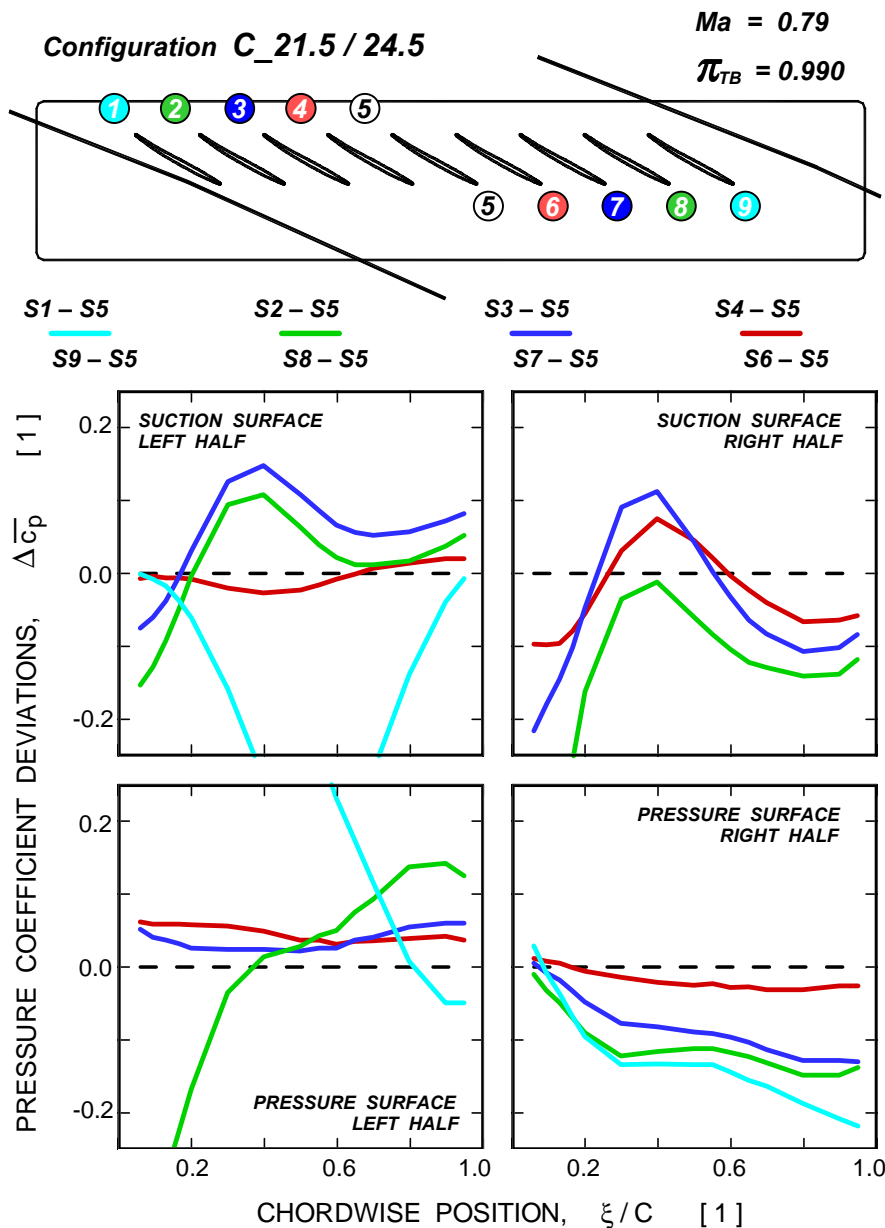 Configuration C_21.5 / 24.5
Ma = 0.79
πTB = 0.990
1 2 3 4 5
5 6 7 8 9
S1 – S5 S2 – S5 S3 – S5 S4 – S5
S9 – S5 S8 – S5 S7 – S5 S6 – S5
PRESSURE COEFFICIENT DEVIATIONS, Δc̅p̅ [ 1 ]
0.2
0.0
-0.2
SUCTION SURFACE
LEFT HALF
SUCTION SURFACE
RIGHT HALF
0.2
0.0
-0.2
PRESSURE SURFACE
LEFT HALF
PRESSURE SURFACE
RIGHT HALF
0.2 0.6 1.0 0.2 0.6 1.0
CHORDWISE POSITION, ξ / C [ 1 ]